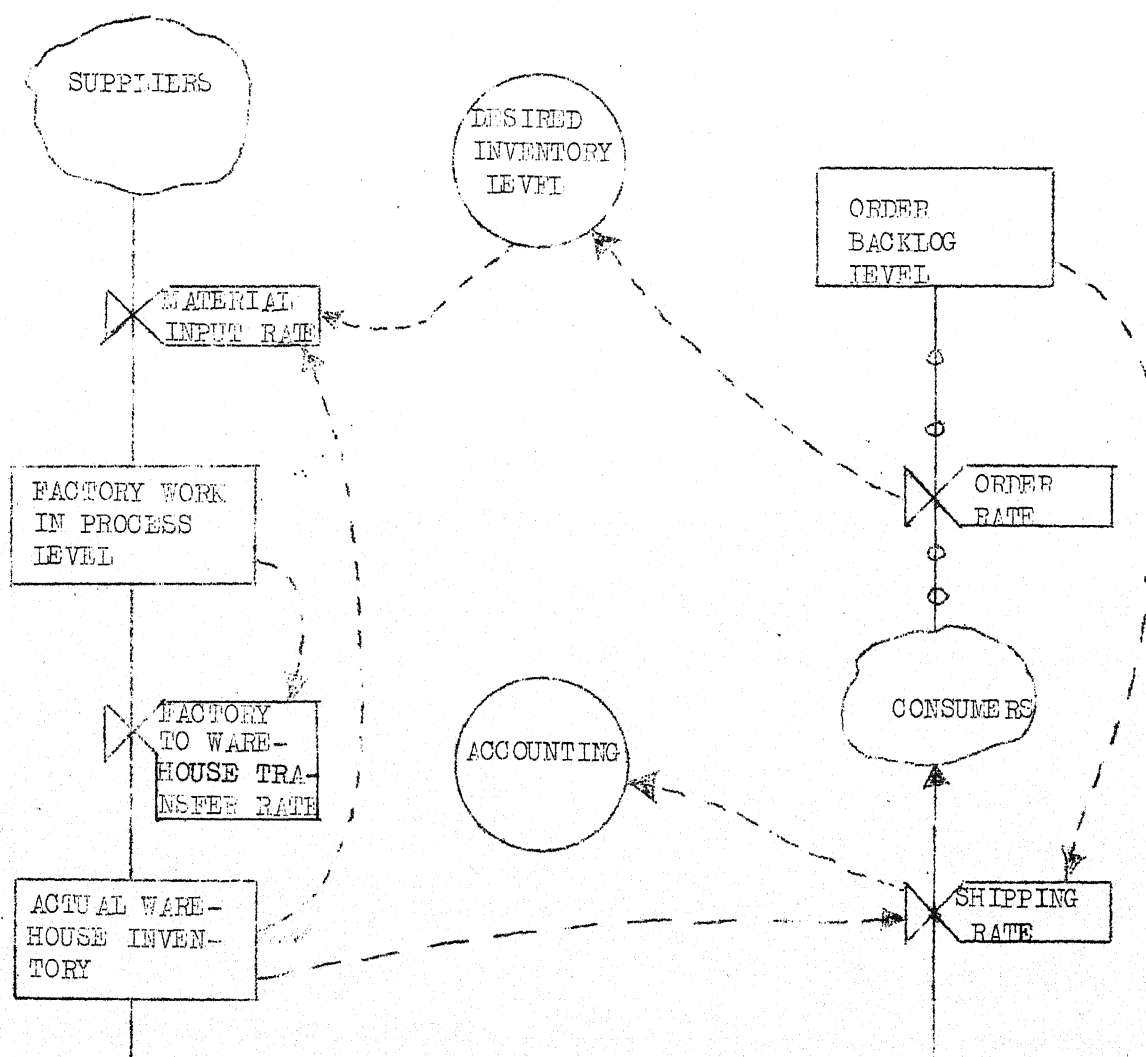 SUPPLIERS
DESIRED
INVENTORY
LEVEL
ORDER
BACKLOG
LEVEL
MATERIAL
INPUT RATE
FACTORY WORK
IN PROCESS
LEVEL
ORDER
RATE
CONSUMERS
FACTORY
TO WARE-
HOUSE TRA-
NSFER RATE
ACCOUNTING
ACTUAL WARE-
HOUSE INVEN-
TORY
SHIPPING
RATE